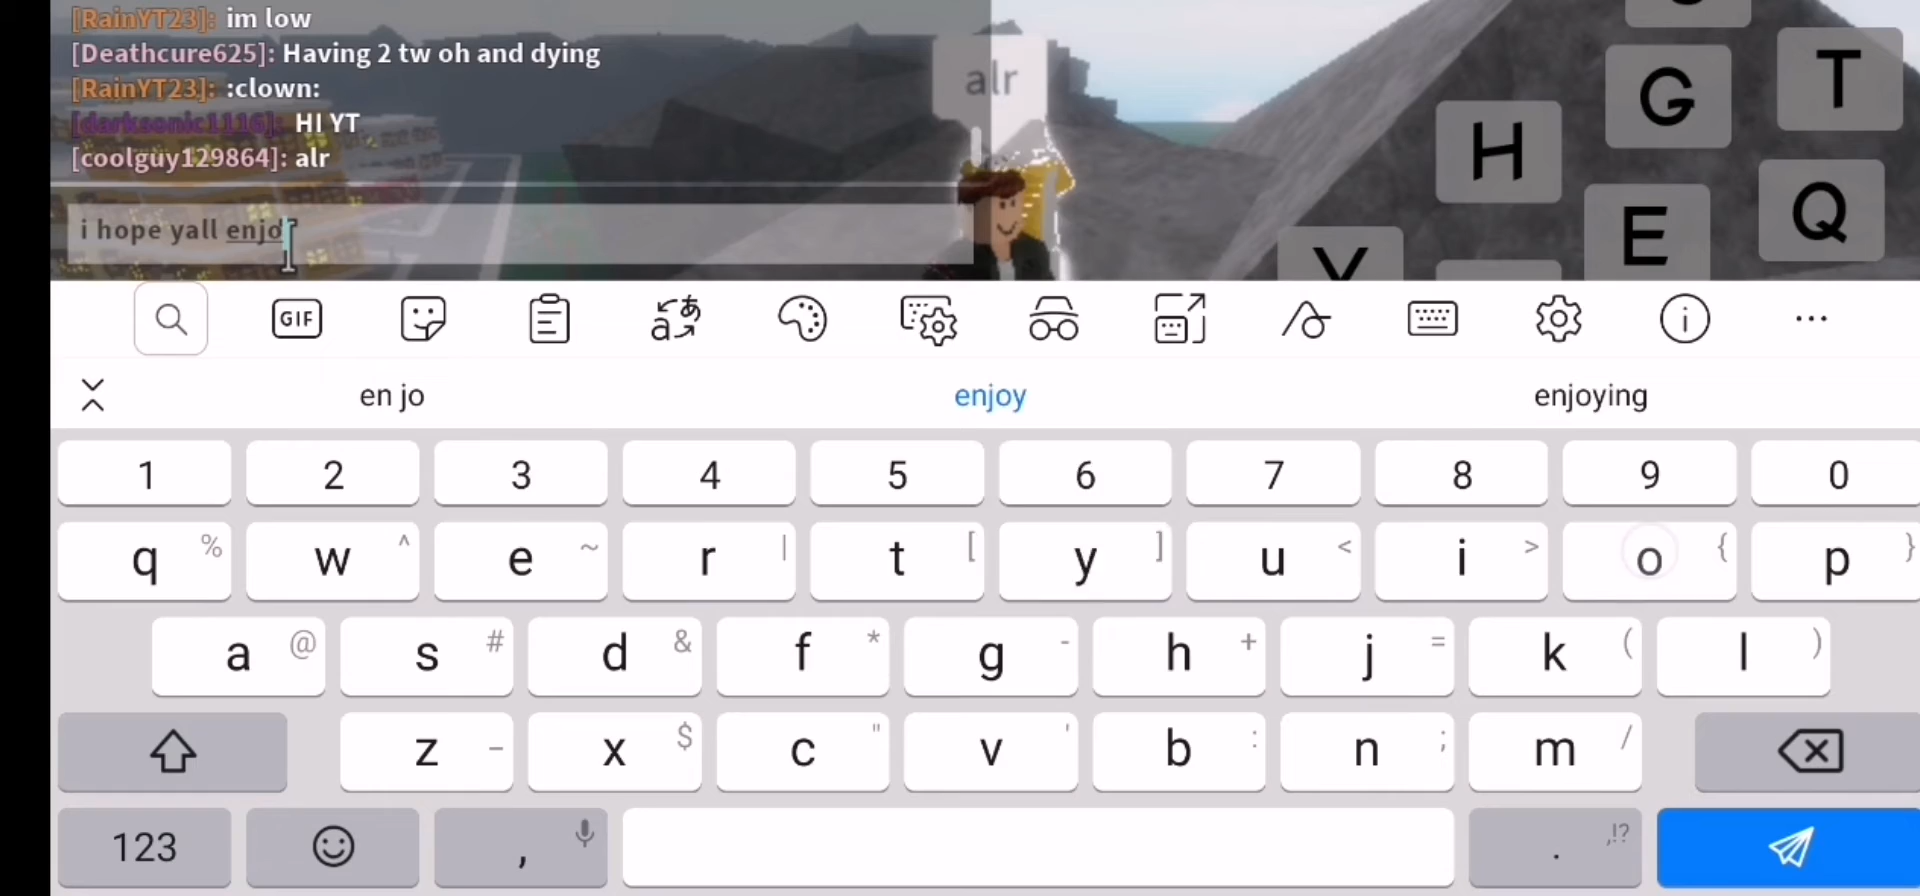 [RainYT23]: im low
[Deathcure625]: Having 2 tw oh and dying
[RainYT23]: :clown:
[darksonic1116]: HI YT
[coolguy129864]: alr
alr
i hope yall enjo
G
T
H
E
Q
GIF
en jo
enjoy
enjoying
1 2 3 4 5 6 7 8 9 0
q % w ^ e ~ r | t [ y ] u < i > o { p }
a @ s # d & f * g - h + j = k ( l )
z - x $ c " v ' b : n ; m /
123 , . ,!?